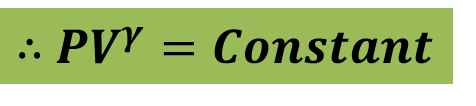 ∴ PV^γ = Constant